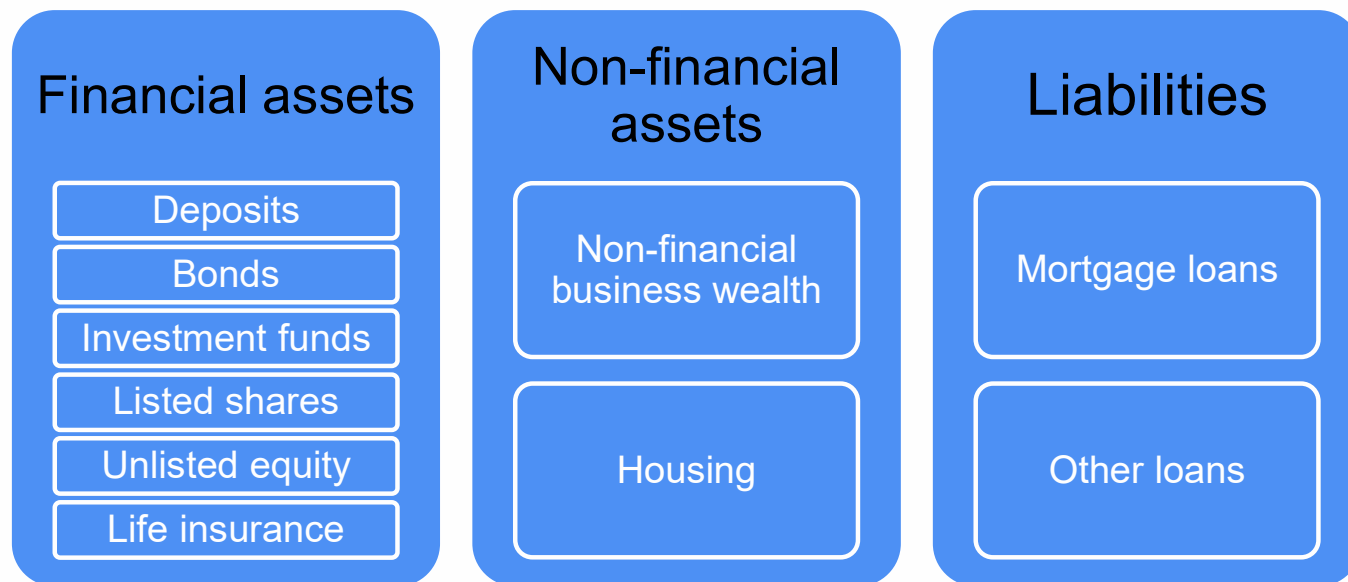 Financial assets
Deposits
Bonds
Investment funds
Listed shares
Unlisted equity
Life insurance
Non-financial
assets
Non-financial
business wealth
Housing
Liabilities
Mortgage loans
Other loans